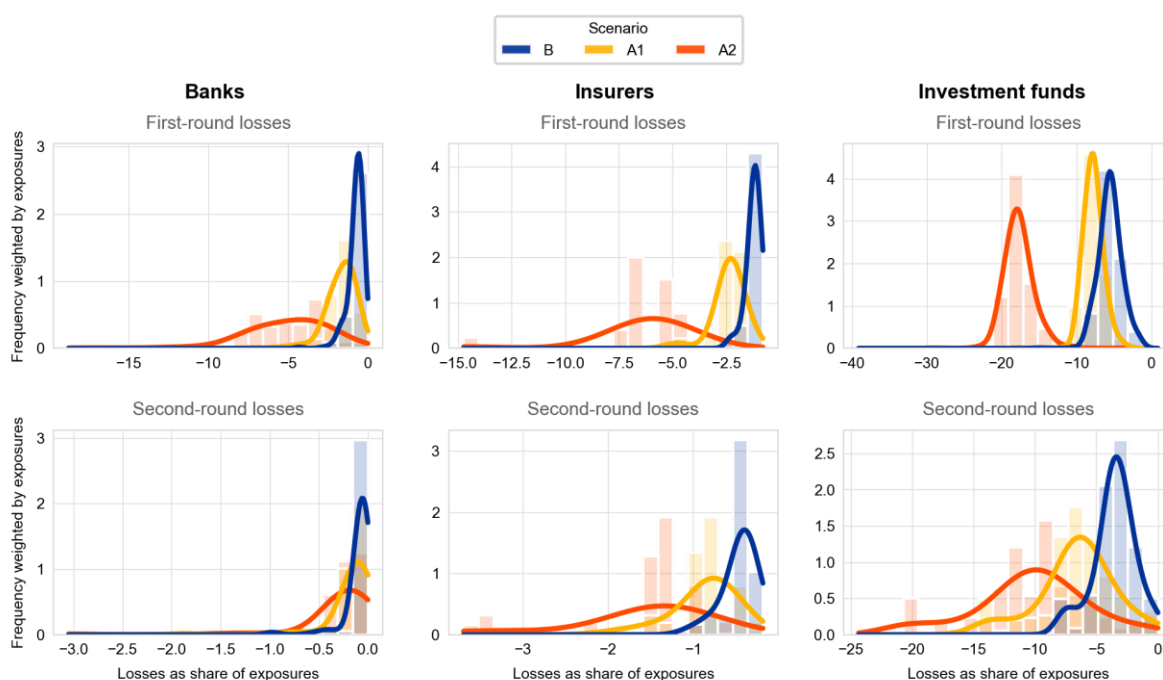 Scenario
B A1 A2
Banks Insurers Investment funds
First-round losses First-round losses First-round losses
Frequency weighted by exposures
3
2
1
0
−15 −10 −5 0
4
3
2
1
0
−15.0 −12.5 −10.0 −7.5 −5.0 −2.5
4
3
2
1
0
−40 −30 −20 −10 0
Second-round losses Second-round losses Second-round losses
Frequency weighted by exposures
3
2
1
0
−3.0 −2.5 −2.0 −1.5 −1.0 −0.5 0.0
3
2
1
0
−3 −2 −1
2.5
2.0
1.5
1.0
0.5
0.0
−25 −20 −15 −10 −5 0
Losses as share of exposures Losses as share of exposures Losses as share of exposures